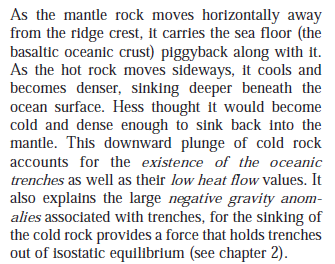 As the mantle rock moves horizontally away
from the ridge crest, it carries the sea floor (the
basaltic oceanic crust) piggyback along with it.
As the hot rock moves sideways, it cools and
becomes denser, sinking deeper beneath the
ocean surface. Hess thought it would become
cold and dense enough to sink back into the
mantle. This downward plunge of cold rock
accounts for the existence of the oceanic
trenches as well as their low heat flow values. It
also explains the large negative gravity anom-
alies associated with trenches, for the sinking of
the cold rock provides a force that holds trenches
out of isostatic equilibrium (see chapter 2).